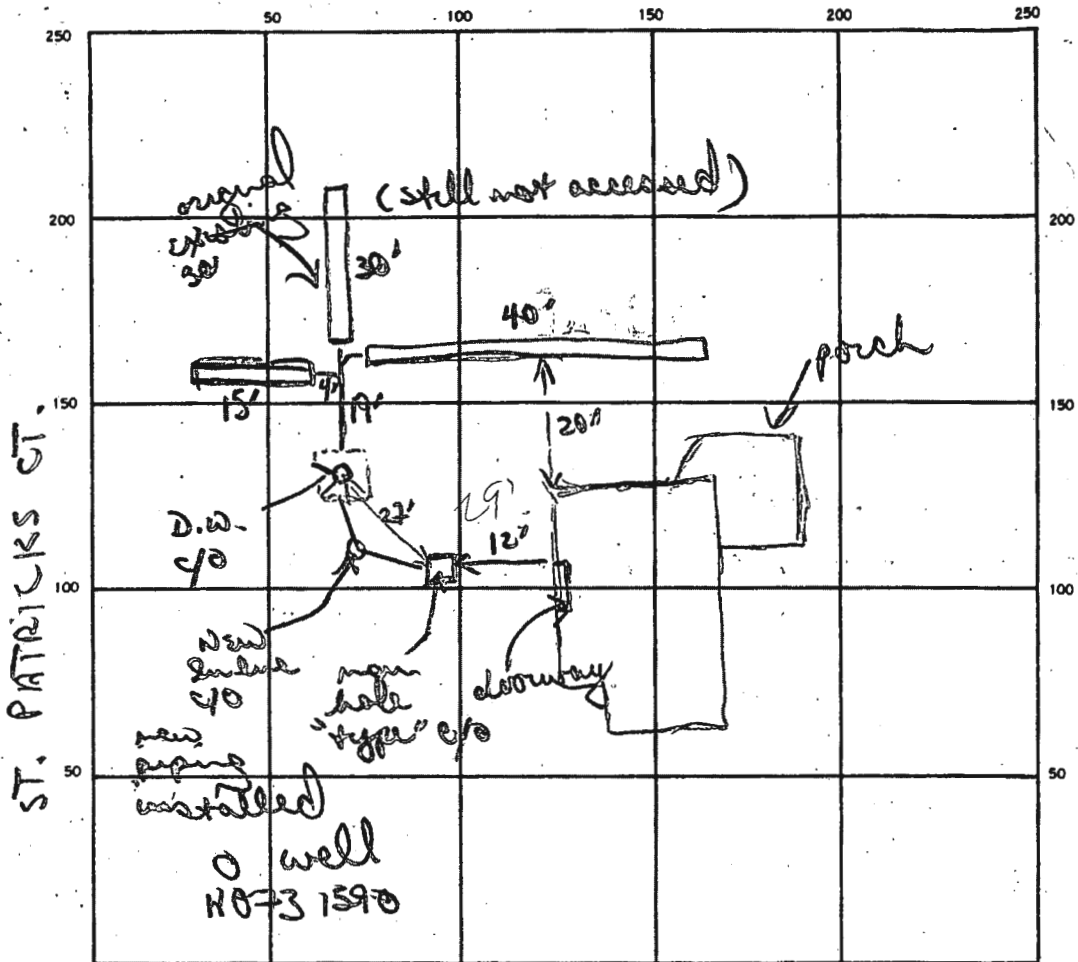 50 100 150 200 250
250
200 200
150 150
100 100
50 50
ST. PATRICKS CT.
original
existing
30'
(still not accessed)
30'
40'
porch
15'
4'
19'
20'
D.W.
c/o
27'
29'
12'
New
c/o
man
hole
"type" c/o
doorway
new
piping
installed
O well
HO-73 1590